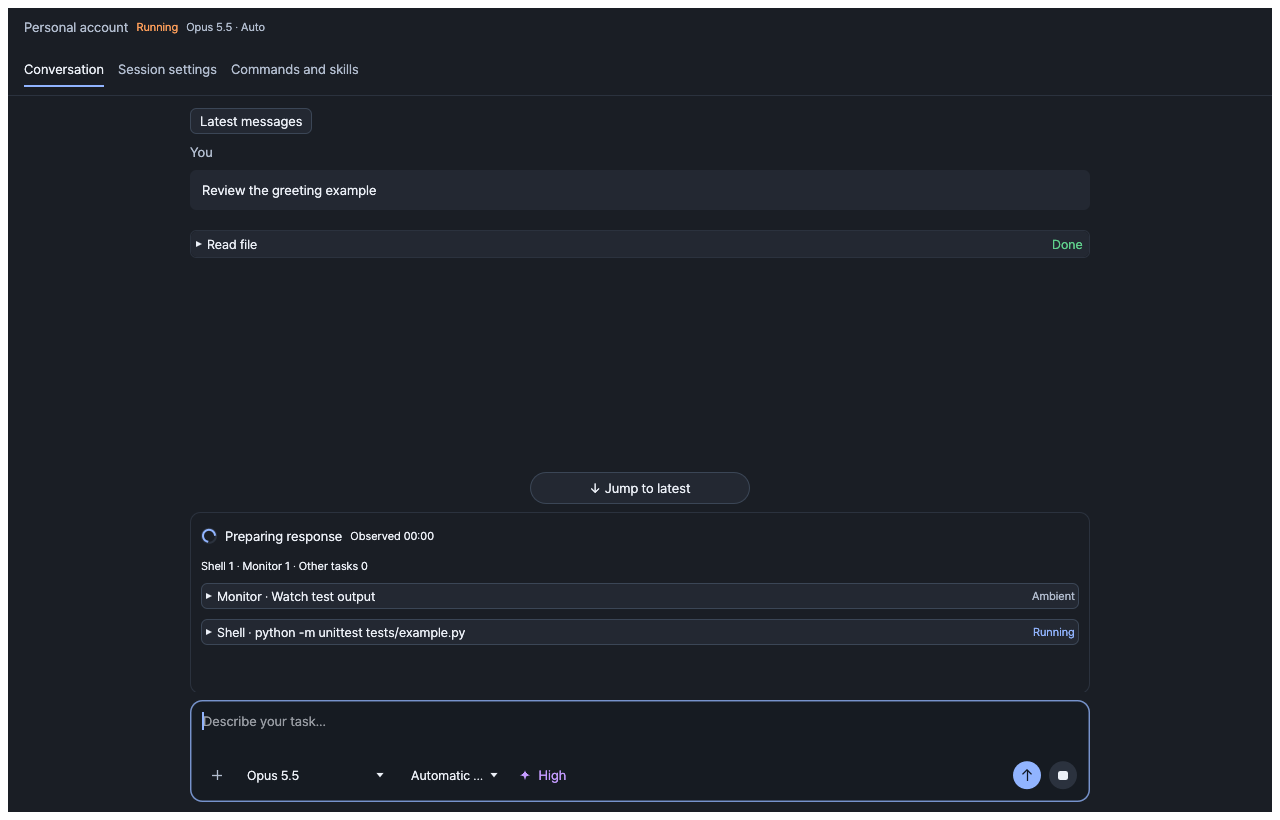 Personal account Running Opus 5.5 · Auto
Conversation Session settings Commands and skills
Latest messages
You
Review the greeting example
Read file Done
Jump to latest
Preparing response Observed 00:00
Shell 1 · Monitor 1 · Other tasks 0
Monitor · Watch test output Ambient
Shell · python -m unittest tests/example.py Running
Describe your task...
Opus 5.5 Automatic ... High